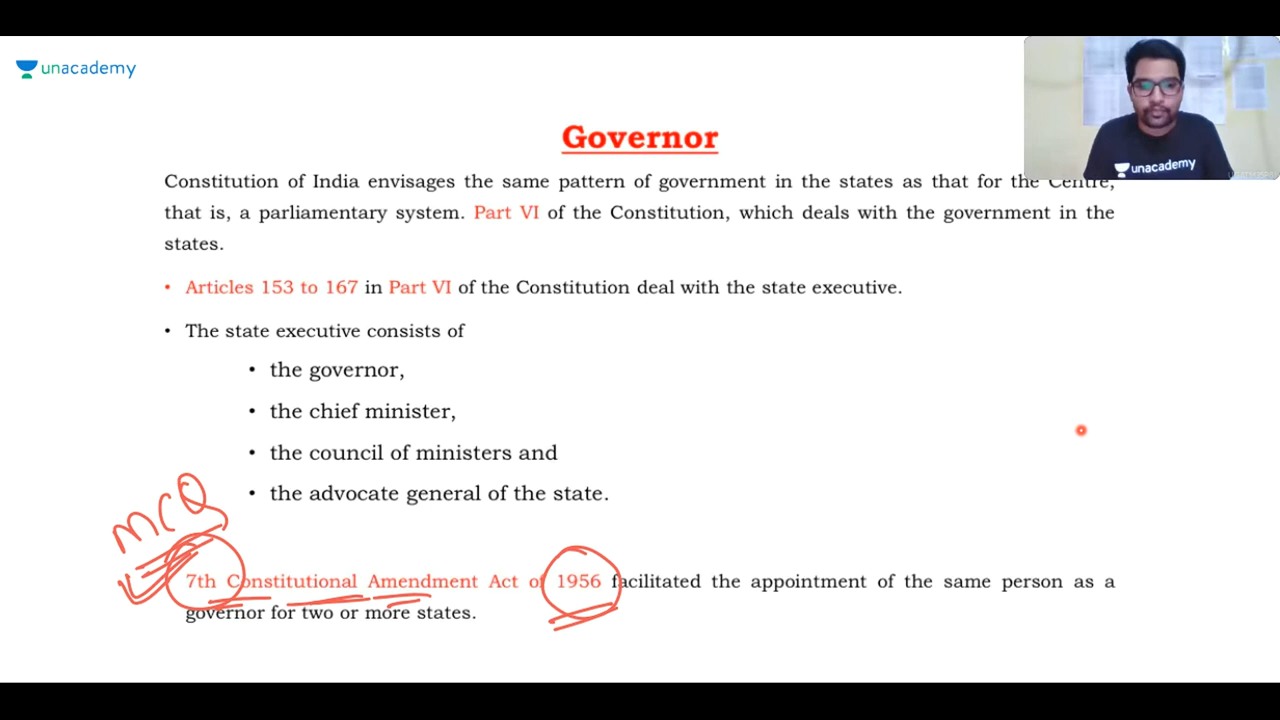 unacademy
unacademy
Governor
Constitution of India envisages the same pattern of government in the states as that for the Centre,
that is, a parliamentary system. Part VI of the Constitution, which deals with the government in the
states.
• Articles 153 to 167 in Part VI of the Constitution deal with the state executive.
• The state executive consists of
• the governor,
• the chief minister,
• the council of ministers and
• the advocate general of the state.
MCQ
7th Constitutional Amendment Act of 1956 facilitated the appointment of the same person as a
governor for two or more states.